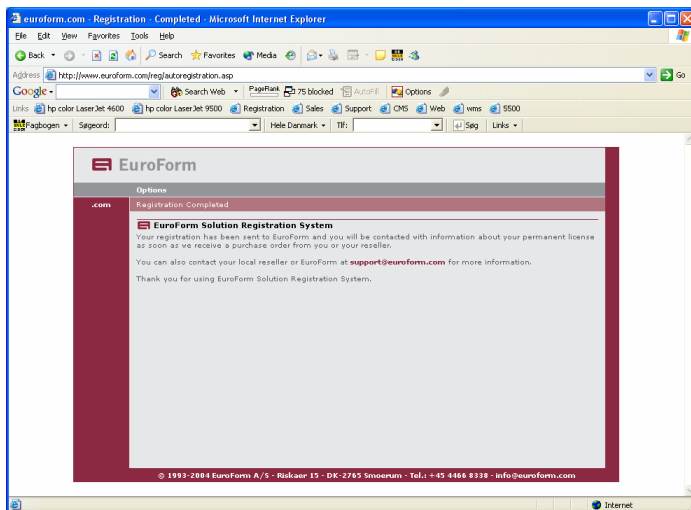 euroform.com - Registration - Completed - Microsoft Internet Explorer
File Edit View Favorites Tools Help
Back Search Favorites Media
Address http://www.euroform.com/reg/autoregistration.asp Go
Google Search Web PageRank 75 blocked AutoFill Options
Links hp color LaserJet 4600 hp color LaserJet 9500 Registration Sales Support CMS Web wms 5500
Fagbogen Søgeord: Hele Danmark Tlf: Søg Links
EuroForm
Options
.com Registration Completed
EuroForm Solution Registration System
Your registration has been sent to EuroForm and you will be contacted with information about your permanent license
as soon as we receive a purchase order from you or your reseller.
You can also contact your local reseller or EuroForm at support@euroform.com for more information.
Thank you for using EuroForm Solution Registration System.
© 1993-2004 EuroForm A/S - Riskaer 15 - DK-2765 Smoerum - Tel.: +45 4466 8338 - info@euroform.com
Internet